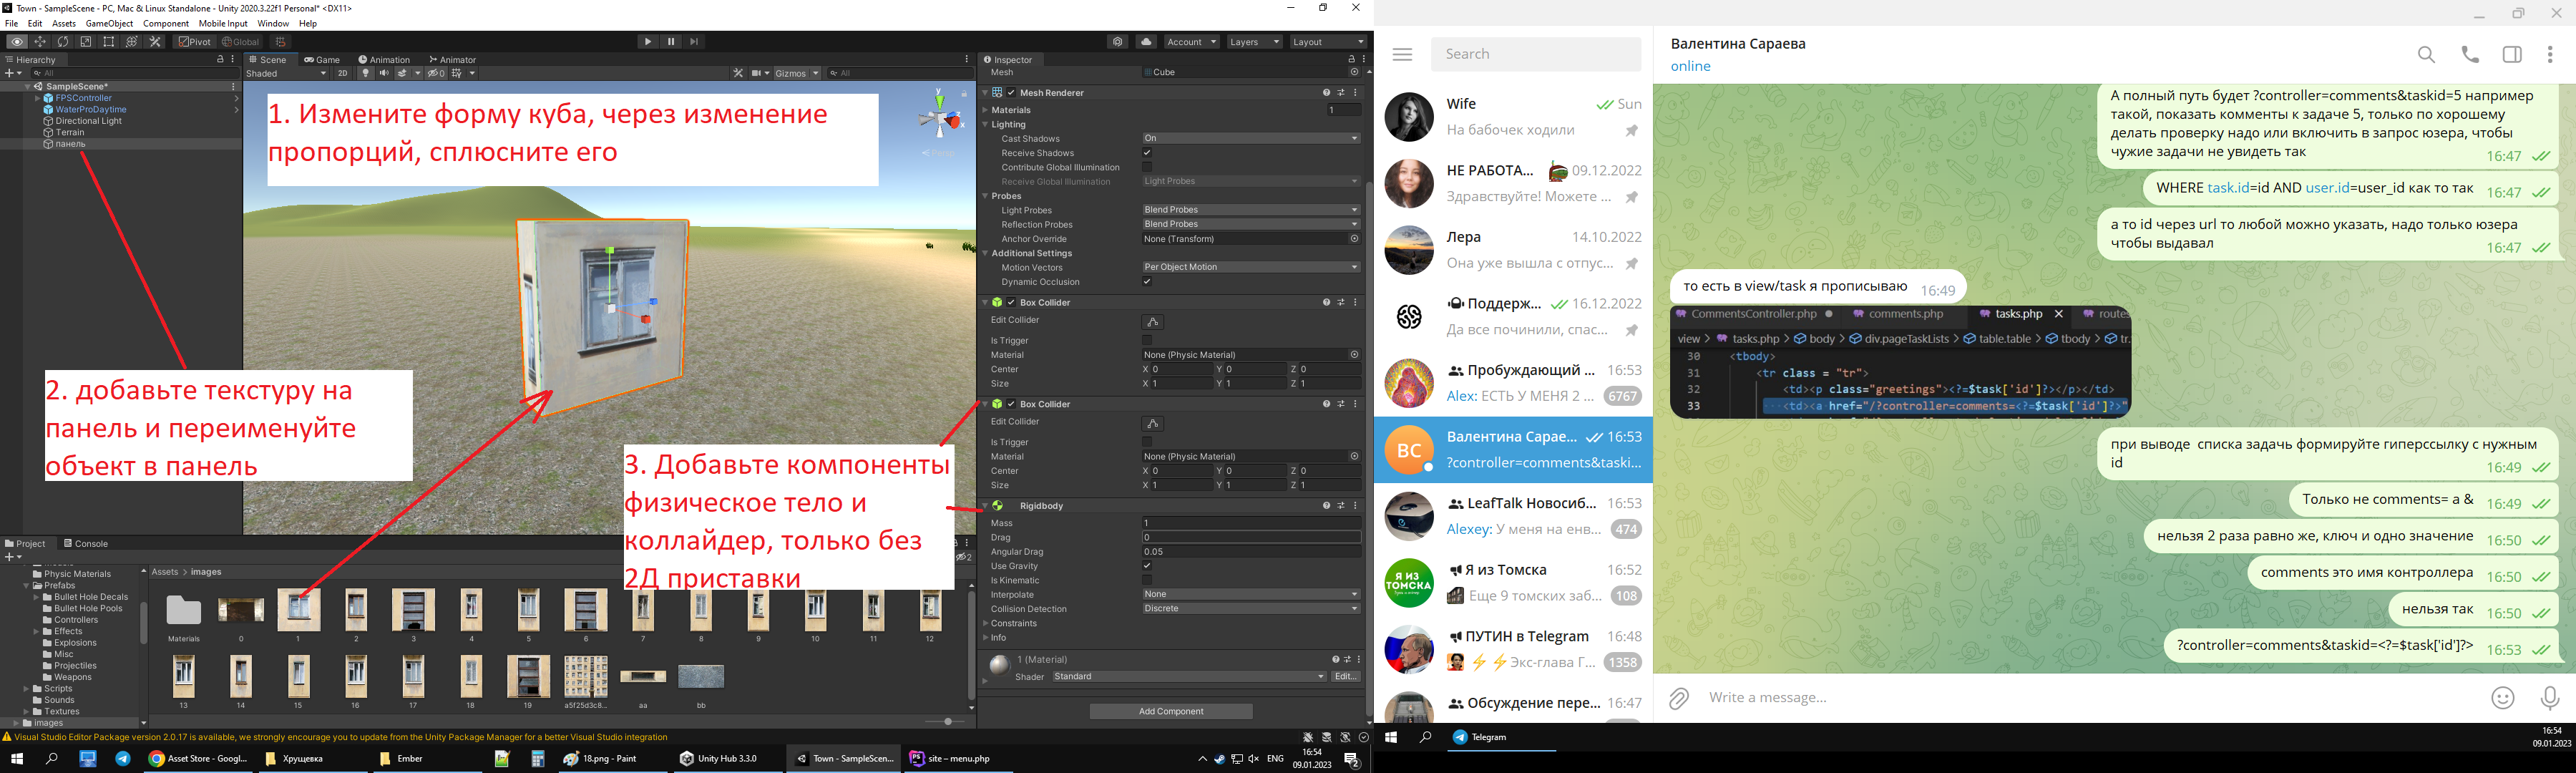 Town - SampleScene - PC, Mac & Linux Standalone - Unity 2020.3.22f1 Personal* <DX11>
File Edit Assets GameObject Component Mobile Input Window Help
Pivot Global
Account Layers Layout
Hierarchy
All
SampleScene*
FPSController
WaterProDaytime
Directional Light
Terrain
панель
Scene Game Animation Animator
Shaded 2D 0 Gizmos All
1. Измените форму куба, через изменение
пропорций, сплюсните его
y
x
Persp
2. добавьте текстуру на
панель и переименуйте
объект в панель
3. Добавьте компоненты
физическое тело и
коллайдер, только без
2Д приставки
Inspector
Mesh Cube
Mesh Renderer
Materials 1
Lighting
Cast Shadows On
Receive Shadows
Contribute Global Illumination
Receive Global Illumination Light Probes
Probes
Light Probes Blend Probes
Reflection Probes Blend Probes
Anchor Override None (Transform)
Additional Settings
Motion Vectors Per Object Motion
Dynamic Occlusion
Box Collider
Edit Collider
Is Trigger
Material None (Physic Material)
Center X 0 Y 0 Z 0
Size X 1 Y 1 Z 1
Box Collider
Edit Collider
Is Trigger
Material None (Physic Material)
Center X 0 Y 0 Z 0
Size X 1 Y 1 Z 1
Rigidbody
Mass 1
Drag 0
Angular Drag 0.05
Use Gravity
Is Kinematic
Interpolate None
Collision Detection Discrete
Constraints
Info
1 (Material)
Shader Standard Edit...
Add Component
Project Console
2
Physic Materials
Prefabs
Bullet Hole Decals
Bullet Hole Pools
Controllers
Effects
Explosions
Misc
Projectiles
Weapons
Scripts
Sounds
Textures
images
Assets > images
Materials 0 1 2 3 4 5 6 7 8 9 10 11 12
13 14 15 16 17 18 19 a5f25d3c8... aa bb
Visual Studio Editor Package version 2.0.17 is available, we strongly encourage you to update from the Unity Package Manager for a better Visual Studio integration
Asset Store - Googl... Хрущевка Ember 18.png - Paint Unity Hub 3.3.0 Town - SampleScen... site – menu.php
ENG
16:54
09.01.2023
2
Search
Wife Sun
На бабочек ходили
НЕ РАБОТА... 09.12.2022
Здравствуйте! Можете ...
Лера 14.10.2022
Она уже вышла с отпус...
Поддерж... 16.12.2022
Да все починили, спас...
Пробуждающий ... 16:53
Alex: ЕСТЬ У МЕНЯ 2 ... 6767
ВС
Валентина Сарае... 16:53
?controller=comments&taski...
LeafTalk Новосиб... 16:53
Alexey: У меня на енв... 474
Я ИЗ
ТОМСКА
Я из Томска 16:52
Еще 9 томских заб... 108
ПУТИН в Telegram 16:48
Экс-глава Г... 1358
Обсуждение пере... 16:47
Валентина Сараева
online
А полный путь будет ?controller=comments&taskid=5 например
такой, показать комменты к задаче 5, только по хорошему
делать проверку надо или включить в запрос юзера, чтобы
чужие задачи не увидеть так
16:47
WHERE task.id=id AND user.id=user_id как то так 16:47
а то id через url то любой можно указать, надо только юзера
чтобы выдавал
16:47
то есть в view/task я прописываю 16:49
CommentsController.php comments.php tasks.php routes
view > tasks.php > body > div.pageTaskLists > table.table > tbody > tr.
30 <tbody>
31 <tr class = "tr">
32 <td><p class="greetings"><?=$task['id']?></p></td>
33 <td><a href="/?controller=comments=<?=$task['id']?>"
при выводе списка задачь формируйте гиперссылку с нужным
id
16:49
Только не comments= а & 16:49
нельзя 2 раза равно же, ключ и одно значение 16:50
comments это имя контроллера 16:50
нельзя так 16:50
?controller=comments&taskid=<?=$task['id']?> 16:53
Write a message...
Telegram
16:54
09.01.2023